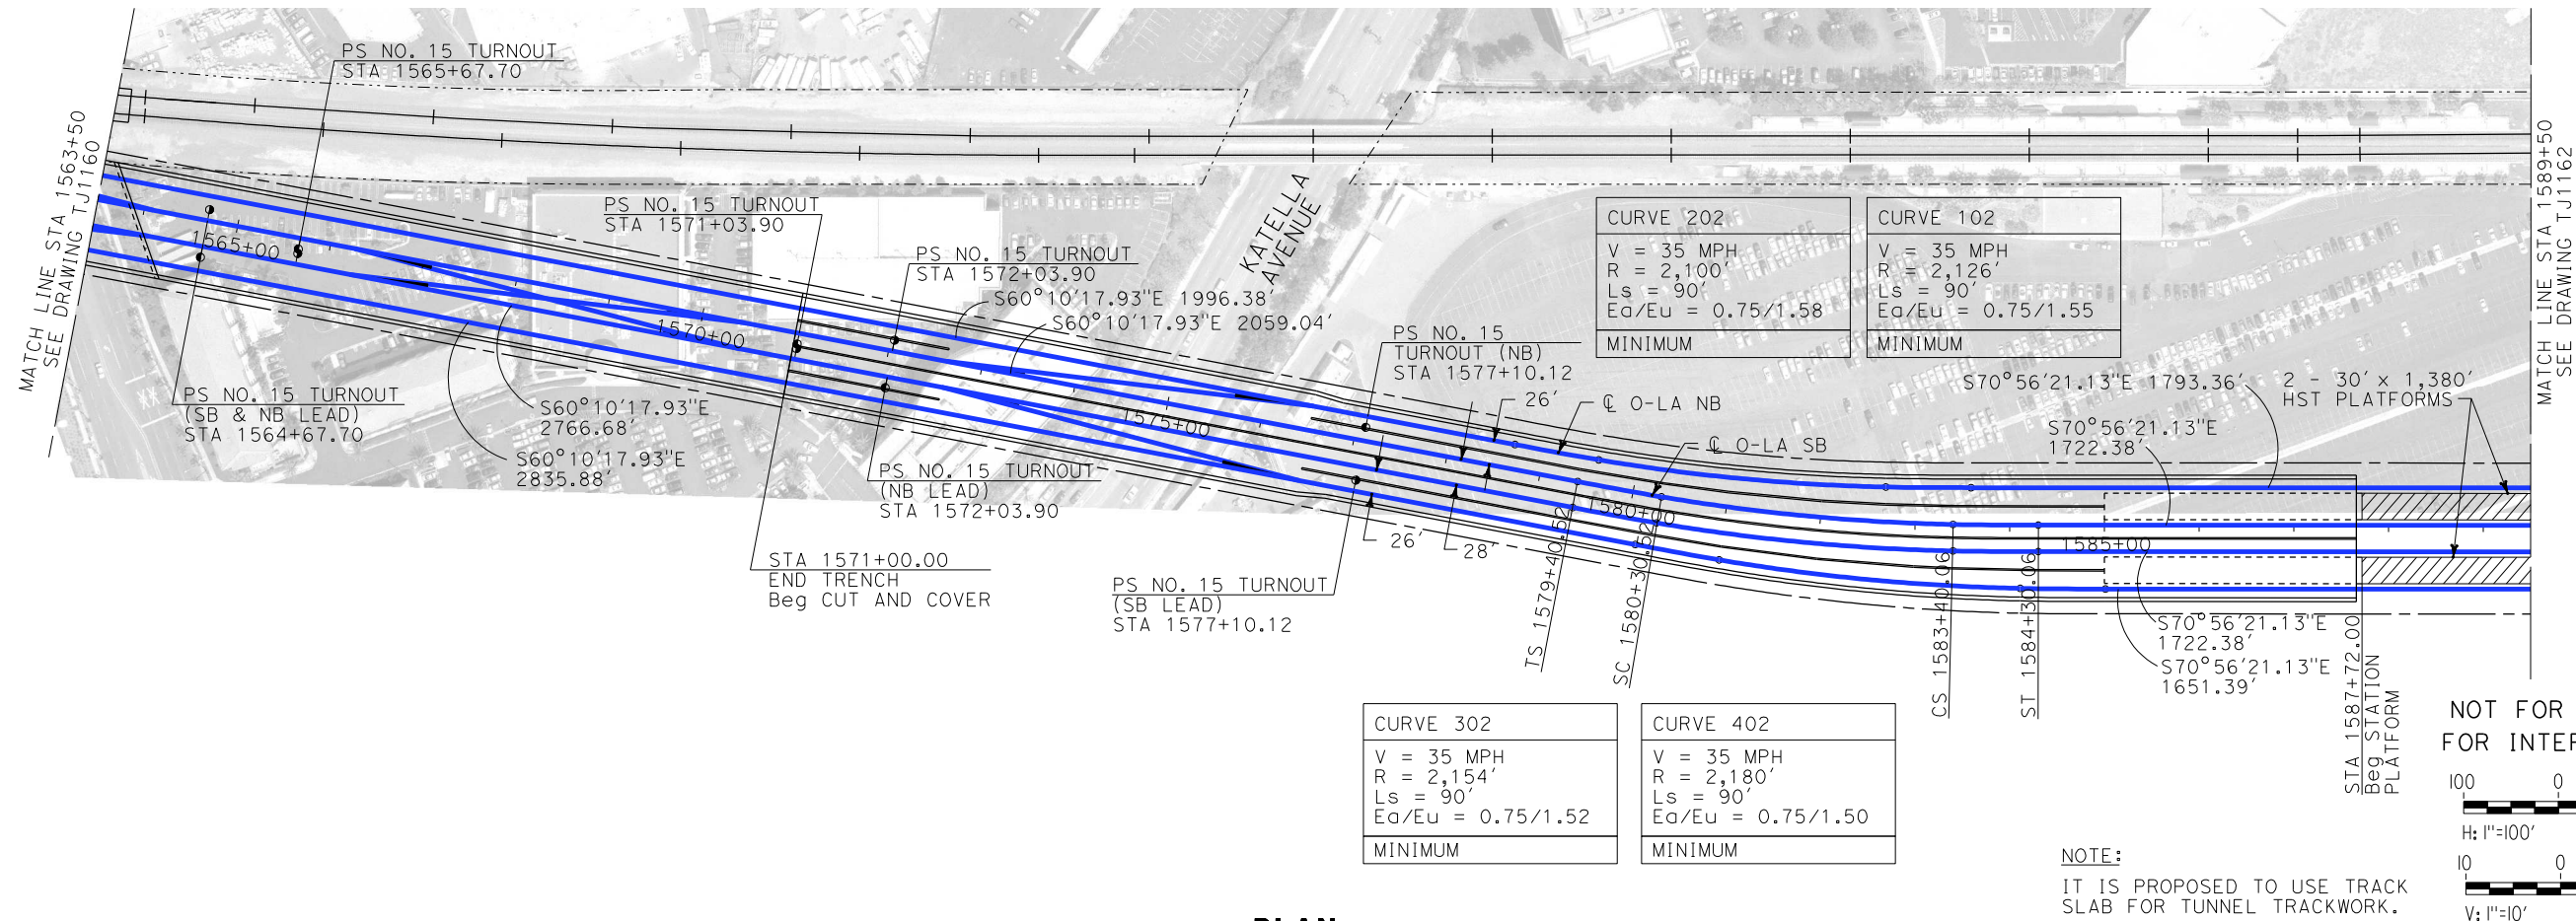 PS NO. 15 TURNOUT
STA 1565+67.70
MATCH LINE STA 1563+50
SEE DRAWING TJ1160
1565+00
PS NO. 15 TURNOUT
(SB & NB LEAD)
STA 1564+67.70
S60°10'17.93"E
2766.68'
S60°10'17.93"E
2835.88'
PS NO. 15 TURNOUT
STA 1571+03.90
1570+00
PS NO. 15 TURNOUT
STA 1572+03.90
S60°10'17.93"E 1996.38'
S60°10'17.93"E 2059.04'
KATELLA
AVENUE
PS NO. 15 TURNOUT
(NB LEAD)
STA 1572+03.90
STA 1571+00.00
END TRENCH
Beg CUT AND COVER
1575+00
PS NO. 15
TURNOUT (NB)
STA 1577+10.12
26'
℄ O-LA NB
℄ O-LA SB
26'
28'
PS NO. 15 TURNOUT
(SB LEAD)
STA 1577+10.12
CURVE 202
V = 35 MPH
R = 2,100'
Ls = 90'
Ea/Eu = 0.75/1.58
MINIMUM
CURVE 102
V = 35 MPH
R = 2,126'
Ls = 90'
Ea/Eu = 0.75/1.55
MINIMUM
1580+00
TS 1579+40.52
SC 1580+30.52
CS 1583+40.06
ST 1584+30.06
1585+00
S70°56'21.13"E 1793.36'
2 - 30' x 1,380'
HST PLATFORMS
S70°56'21.13"E
1722.38'
S70°56'21.13"E
1722.38'
S70°56'21.13"E
1651.39'
STA 1587+72.00
Beg STATION
PLATFORM
MATCH LINE STA 1589+50
SEE DRAWING TJ1162
CURVE 302
V = 35 MPH
R = 2,154'
Ls = 90'
Ea/Eu = 0.75/1.52
MINIMUM
CURVE 402
V = 35 MPH
R = 2,180'
Ls = 90'
Ea/Eu = 0.75/1.50
MINIMUM
NOT FOR
FOR INTER
100 0
H: 1"=100'
10 0
V: 1"=10'
NOTE:
IT IS PROPOSED TO USE TRACK
SLAB FOR TUNNEL TRACKWORK.
PLAN